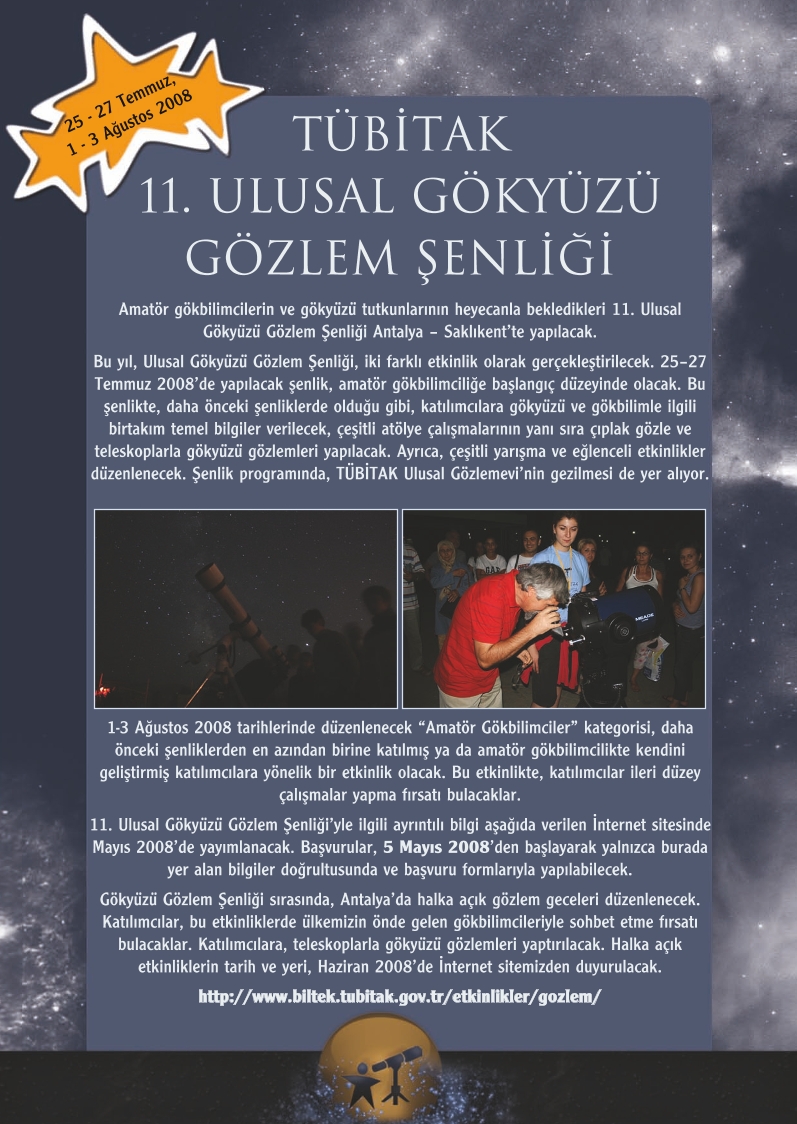 25 - 27 Temmuz,
1 - 3 Ağustos 2008
TÜBİTAK
11. ULUSAL GÖKYÜZÜ
GÖZLEM ŞENLİĞİ
Amatör gökbilimcilerin ve gökyüzü tutkunlarının heyecanla bekledikleri 11. Ulusal
Gökyüzü Gözlem Şenliği Antalya – Saklıkent'te yapılacak.
Bu yıl, Ulusal Gökyüzü Gözlem Şenliği, iki farklı etkinlik olarak gerçekleştirilecek. 25–27
Temmuz 2008'de yapılacak şenlik, amatör gökbilimciliğe başlangıç düzeyinde olacak. Bu
şenlikte, daha önceki şenliklerde olduğu gibi, katılımcılara gökyüzü ve gökbilimle ilgili
birtakım temel bilgiler verilecek, çeşitli atölye çalışmalarının yanı sıra çıplak gözle ve
teleskoplarla gökyüzü gözlemleri yapılacak. Ayrıca, çeşitli yarışma ve eğlenceli etkinlikler
düzenlenecek. Şenlik programında, TÜBİTAK Ulusal Gözlemevi'nin gezilmesi de yer alıyor.
MEADE
1-3 Ağustos 2008 tarihlerinde düzenlenecek “Amatör Gökbilimciler” kategorisi, daha
önceki şenliklerden en azından birine katılmış ya da amatör gökbilimcilikte kendini
geliştirmiş katılımcılara yönelik bir etkinlik olacak. Bu etkinlikte, katılımcılar ileri düzey
çalışmalar yapma fırsatı bulacaklar.
11. Ulusal Gökyüzü Gözlem Şenliği'yle ilgili ayrıntılı bilgi aşağıda verilen İnternet sitesinde
Mayıs 2008'de yayımlanacak. Başvurular, 5 Mayıs 2008'den başlayarak yalnızca burada
yer alan bilgiler doğrultusunda ve başvuru formlarıyla yapılabilecek.
Gökyüzü Gözlem Şenliği sırasında, Antalya'da halka açık gözlem geceleri düzenlenecek.
Katılımcılar, bu etkinliklerde ülkemizin önde gelen gökbilimcileriyle sohbet etme fırsatı
bulacaklar. Katılımcılara, teleskoplarla gökyüzü gözlemleri yaptırılacak. Halka açık
etkinliklerin tarih ve yeri, Haziran 2008'de İnternet sitemizden duyurulacak.
http://www.biltek.tubitak.gov.tr/etkinlikler/gozlem/